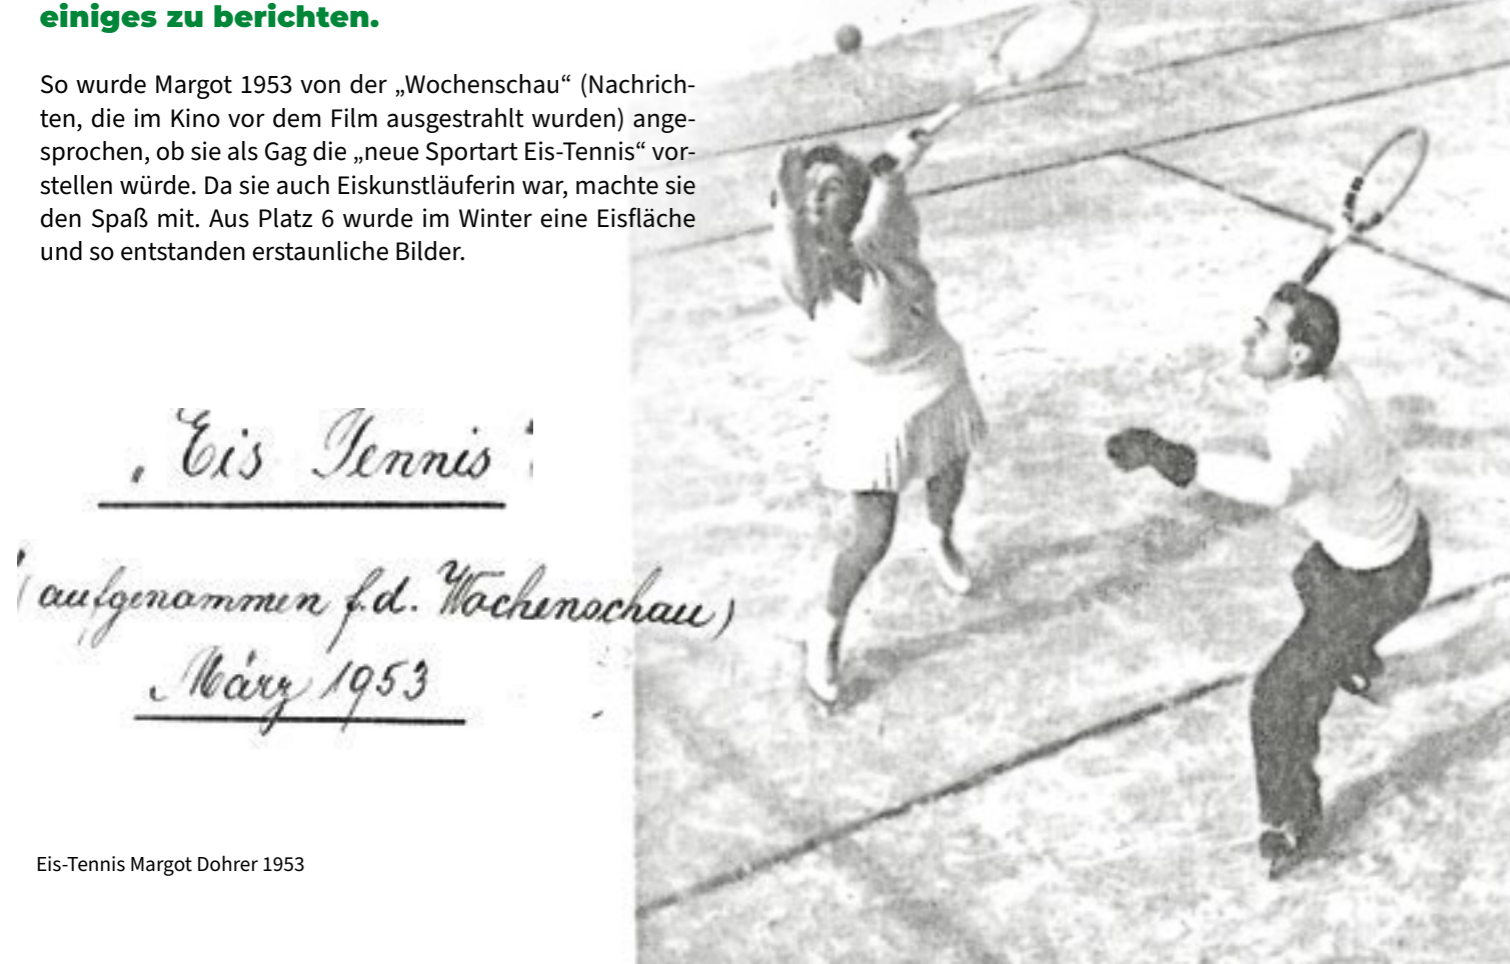 einiges zu berichten.
So wurde Margot 1953 von der „Wochenschau“ (Nachrich-
ten, die im Kino vor dem Film ausgestrahlt wurden) ange-
sprochen, ob sie als Gag die „neue Sportart Eis-Tennis“ vor-
stellen würde. Da sie auch Eiskunstläuferin war, machte sie
den Spaß mit. Aus Platz 6 wurde im Winter eine Eisfläche
und so entstanden erstaunliche Bilder.
„Eis Tennis“
(aufgenommen f.d. Wochenschau)
März 1953
Eis-Tennis Margot Dohrer 1953